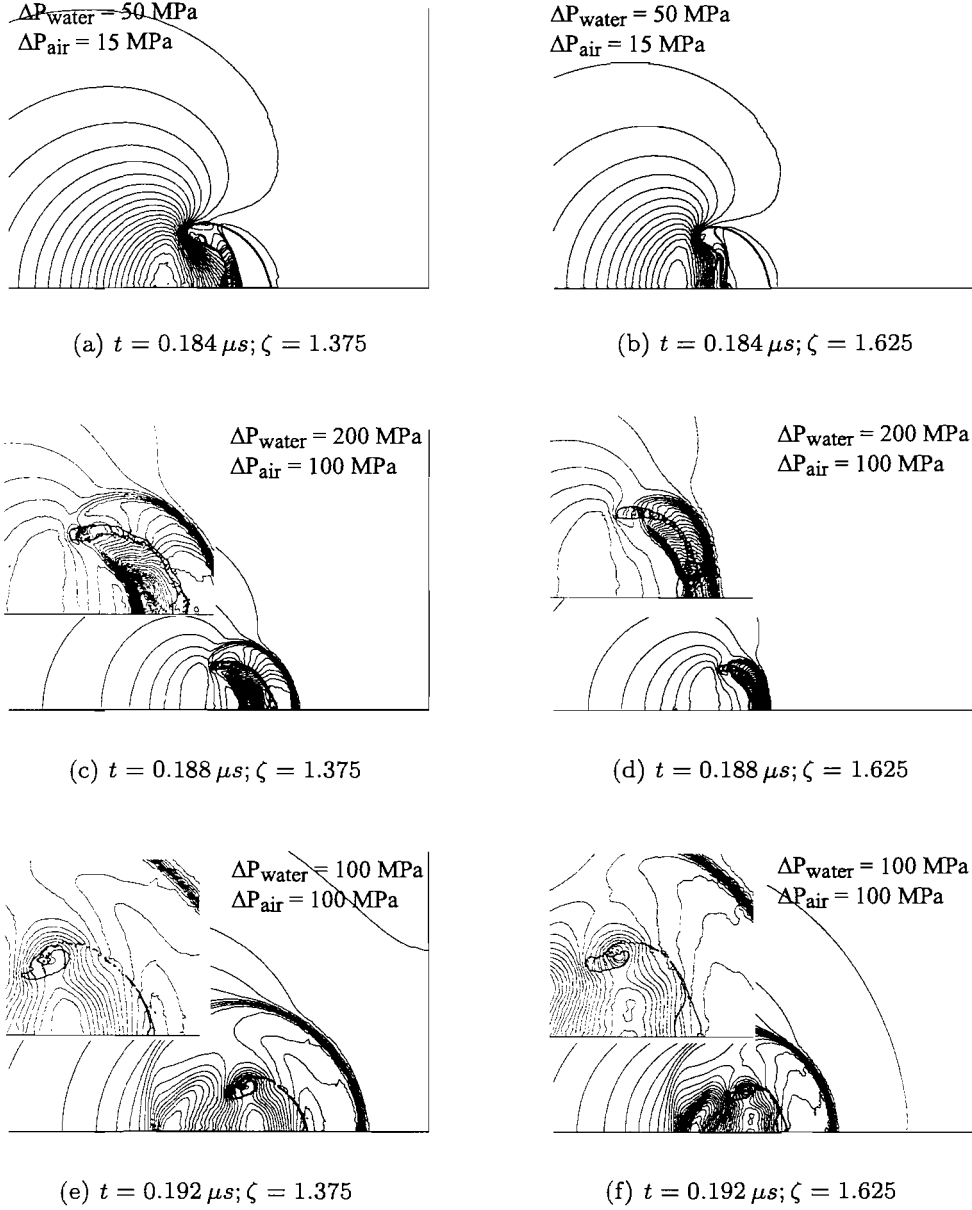 ΔPwater = 50 MPa
ΔPair = 15 MPa
ΔPwater = 50 MPa
ΔPair = 15 MPa
(a) t = 0.184 μs; ζ = 1.375
(b) t = 0.184 μs; ζ = 1.625
ΔPwater = 200 MPa
ΔPair = 100 MPa
ΔPwater = 200 MPa
ΔPair = 100 MPa
(c) t = 0.188 μs; ζ = 1.375
(d) t = 0.188 μs; ζ = 1.625
ΔPwater = 100 MPa
ΔPair = 100 MPa
ΔPwater = 100 MPa
ΔPair = 100 MPa
(e) t = 0.192 μs; ζ = 1.375
(f) t = 0.192 μs; ζ = 1.625